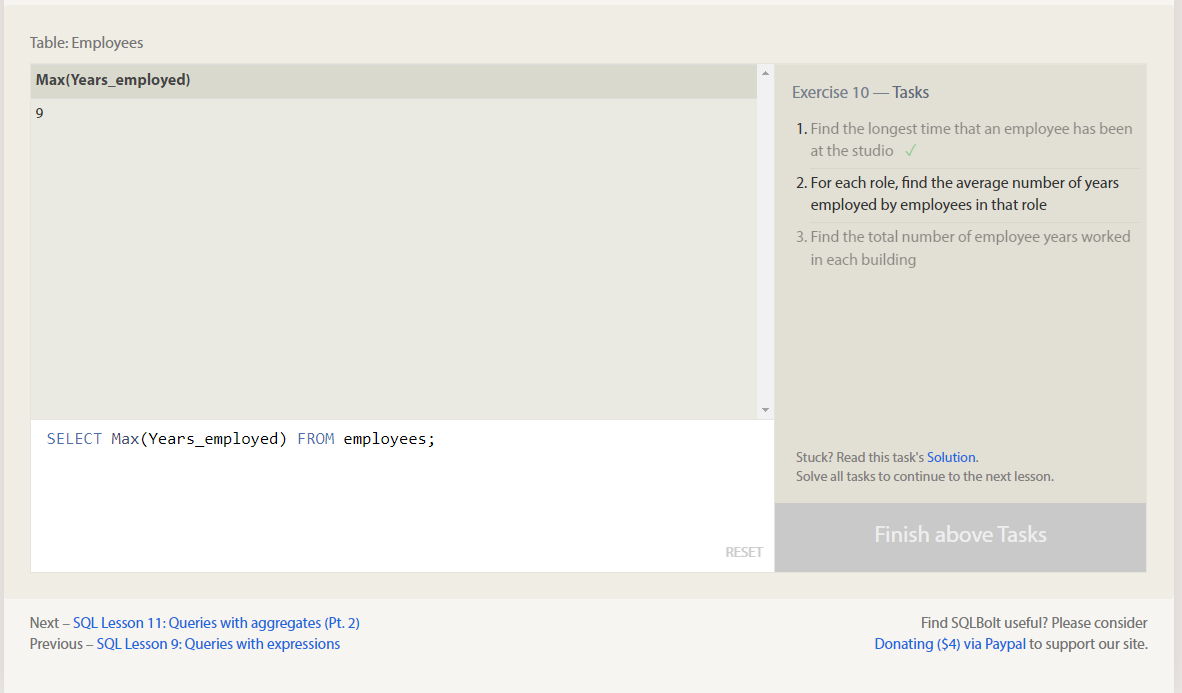 Table: Employees
Max(Years_employed)
9
Exercise 10 — Tasks
1. Find the longest time that an employee has been
at the studio ✓
2. For each role, find the average number of years
employed by employees in that role
3. Find the total number of employee years worked
in each building
SELECT Max(Years_employed) FROM employees;
RESET
Stuck? Read this task's Solution.
Solve all tasks to continue to the next lesson.
Finish above Tasks
Next – SQL Lesson 11: Queries with aggregates (Pt. 2)
Previous – SQL Lesson 9: Queries with expressions
Find SQLBolt useful? Please consider
Donating ($4) via Paypal to support our site.